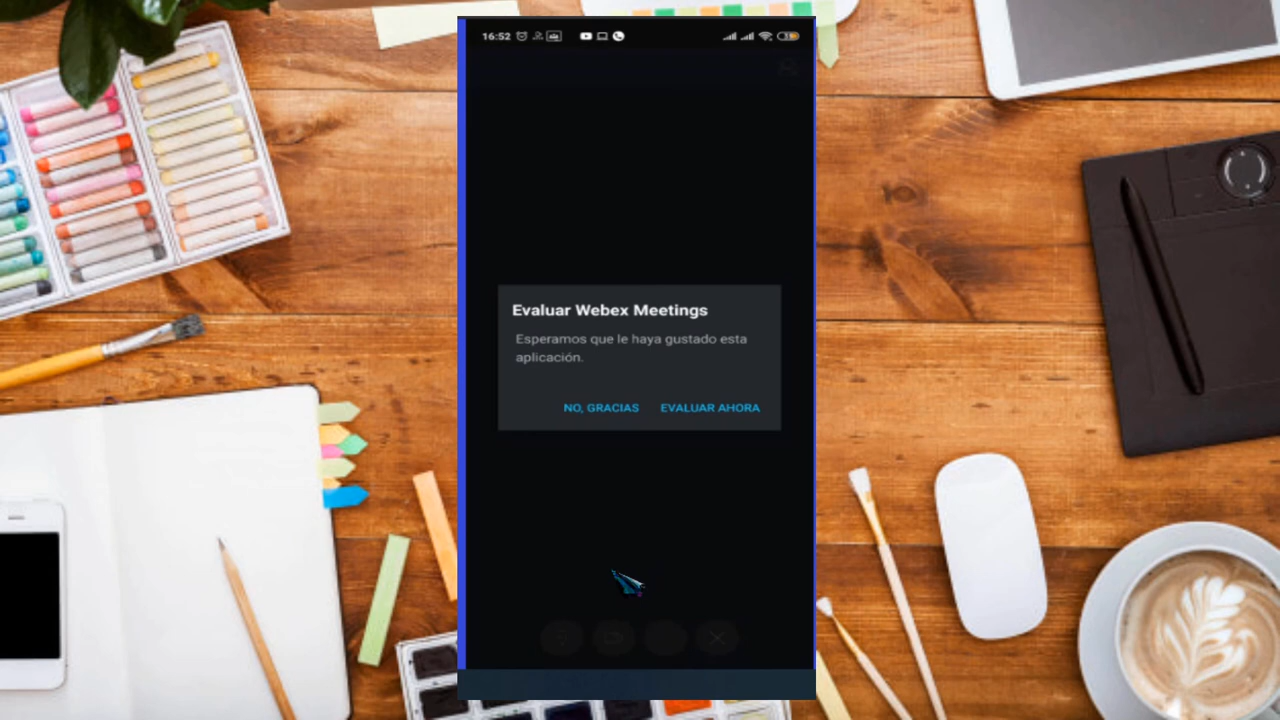 16:52
Evaluar Webex Meetings
Esperamos que le haya gustado esta
aplicación.
NO, GRACIAS EVALUAR AHORA